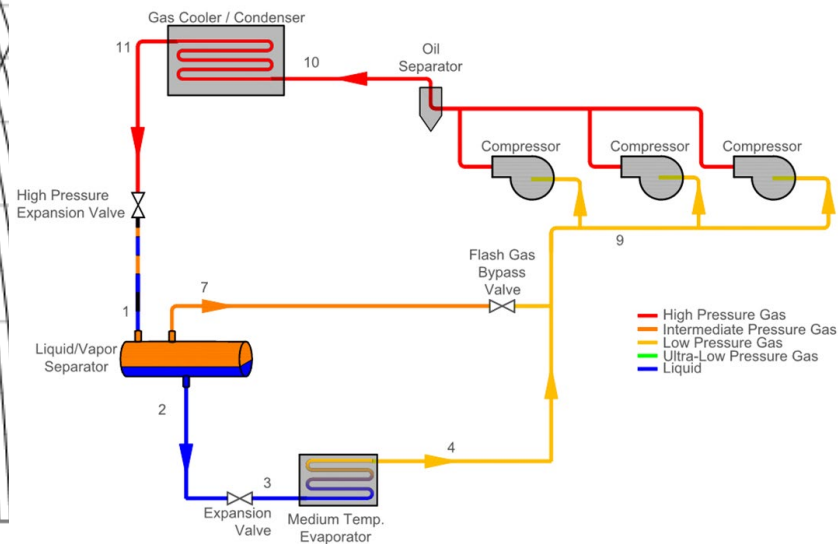 Gas Cooler / Condenser
11
10
Oil
Separator
Compressor
Compressor
Compressor
High Pressure
Expansion Valve
9
Flash Gas
Bypass
Valve
7
1
High Pressure Gas
Intermediate Pressure Gas
Low Pressure Gas
Ultra-Low Pressure Gas
Liquid
Liquid/Vapor
Separator
2
4
3
Expansion
Valve
Medium Temp.
Evaporator